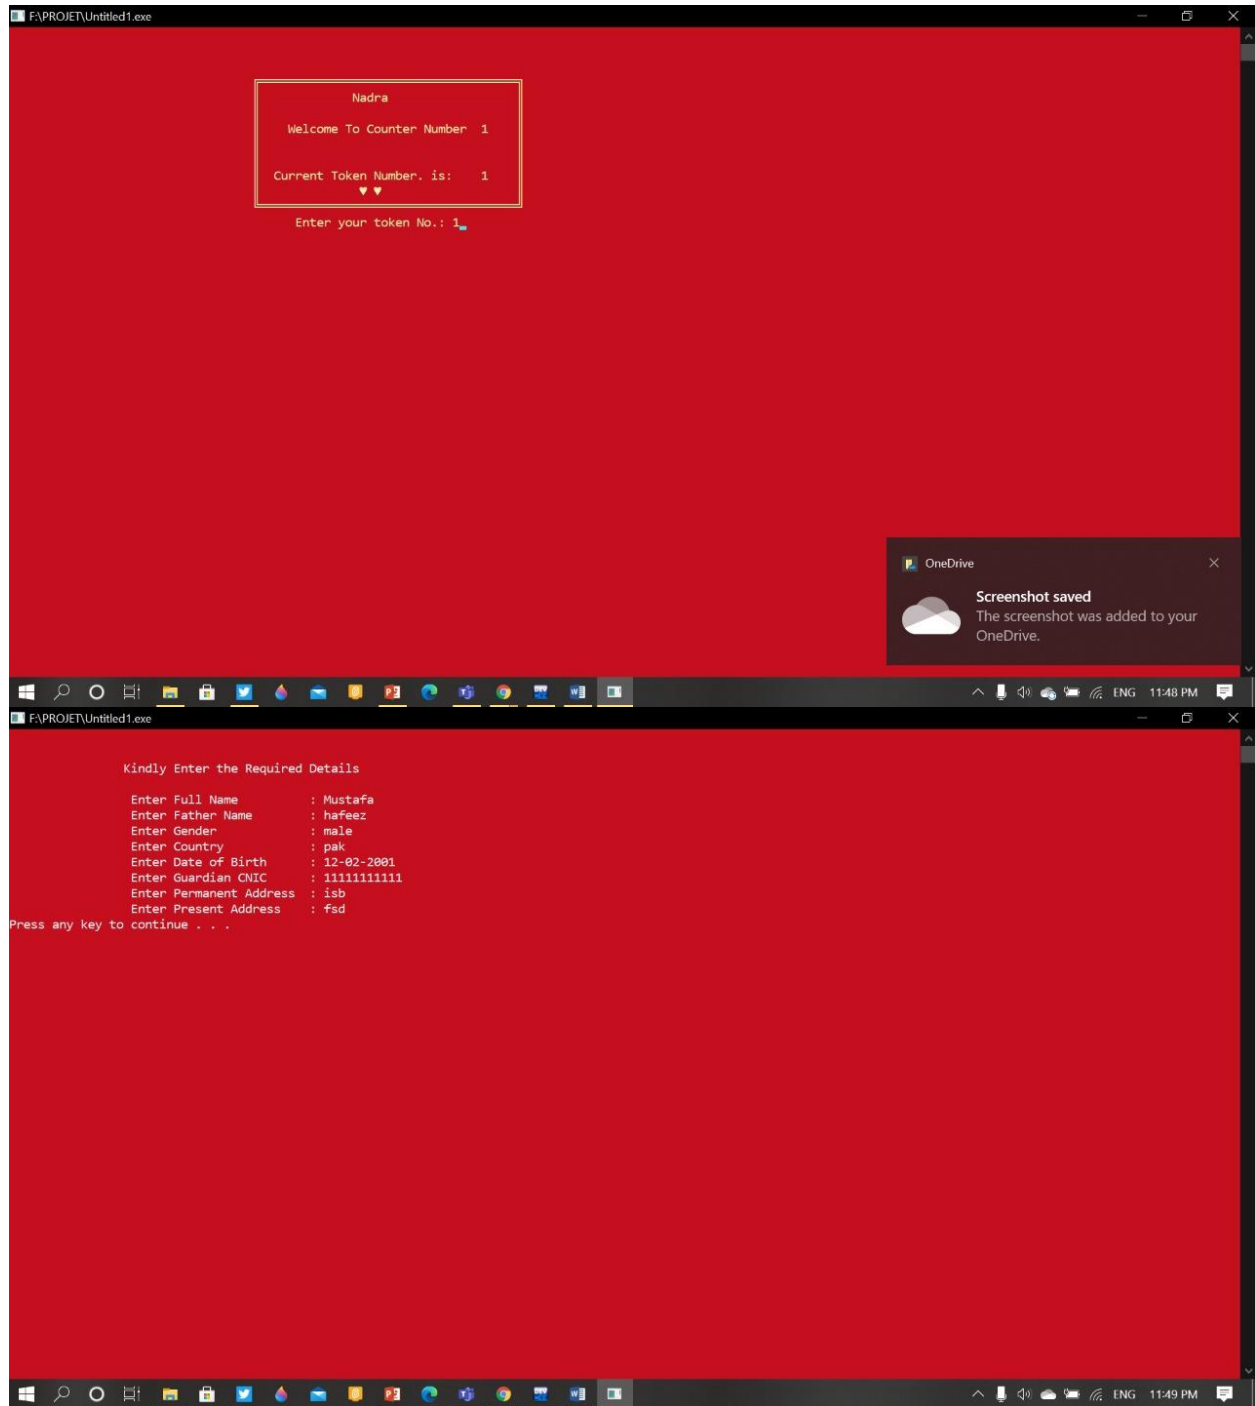 F:\PROJET\Untitled1.exe
Nadra
Welcome To Counter Number 1
Current Token Number. is: 1
♥ ♥
Enter your token No.: 1
OneDrive
Screenshot saved
The screenshot was added to your
OneDrive.
ENG 11:48 PM
F:\PROJET\Untitled1.exe
Kindly Enter the Required Details
Enter Full Name : Mustafa
Enter Father Name : hafeez
Enter Gender : male
Enter Country : pak
Enter Date of Birth : 12-02-2001
Enter Guardian CNIC : 11111111111
Enter Permanent Address : isb
Enter Present Address : fsd
Press any key to continue . . .
ENG 11:49 PM